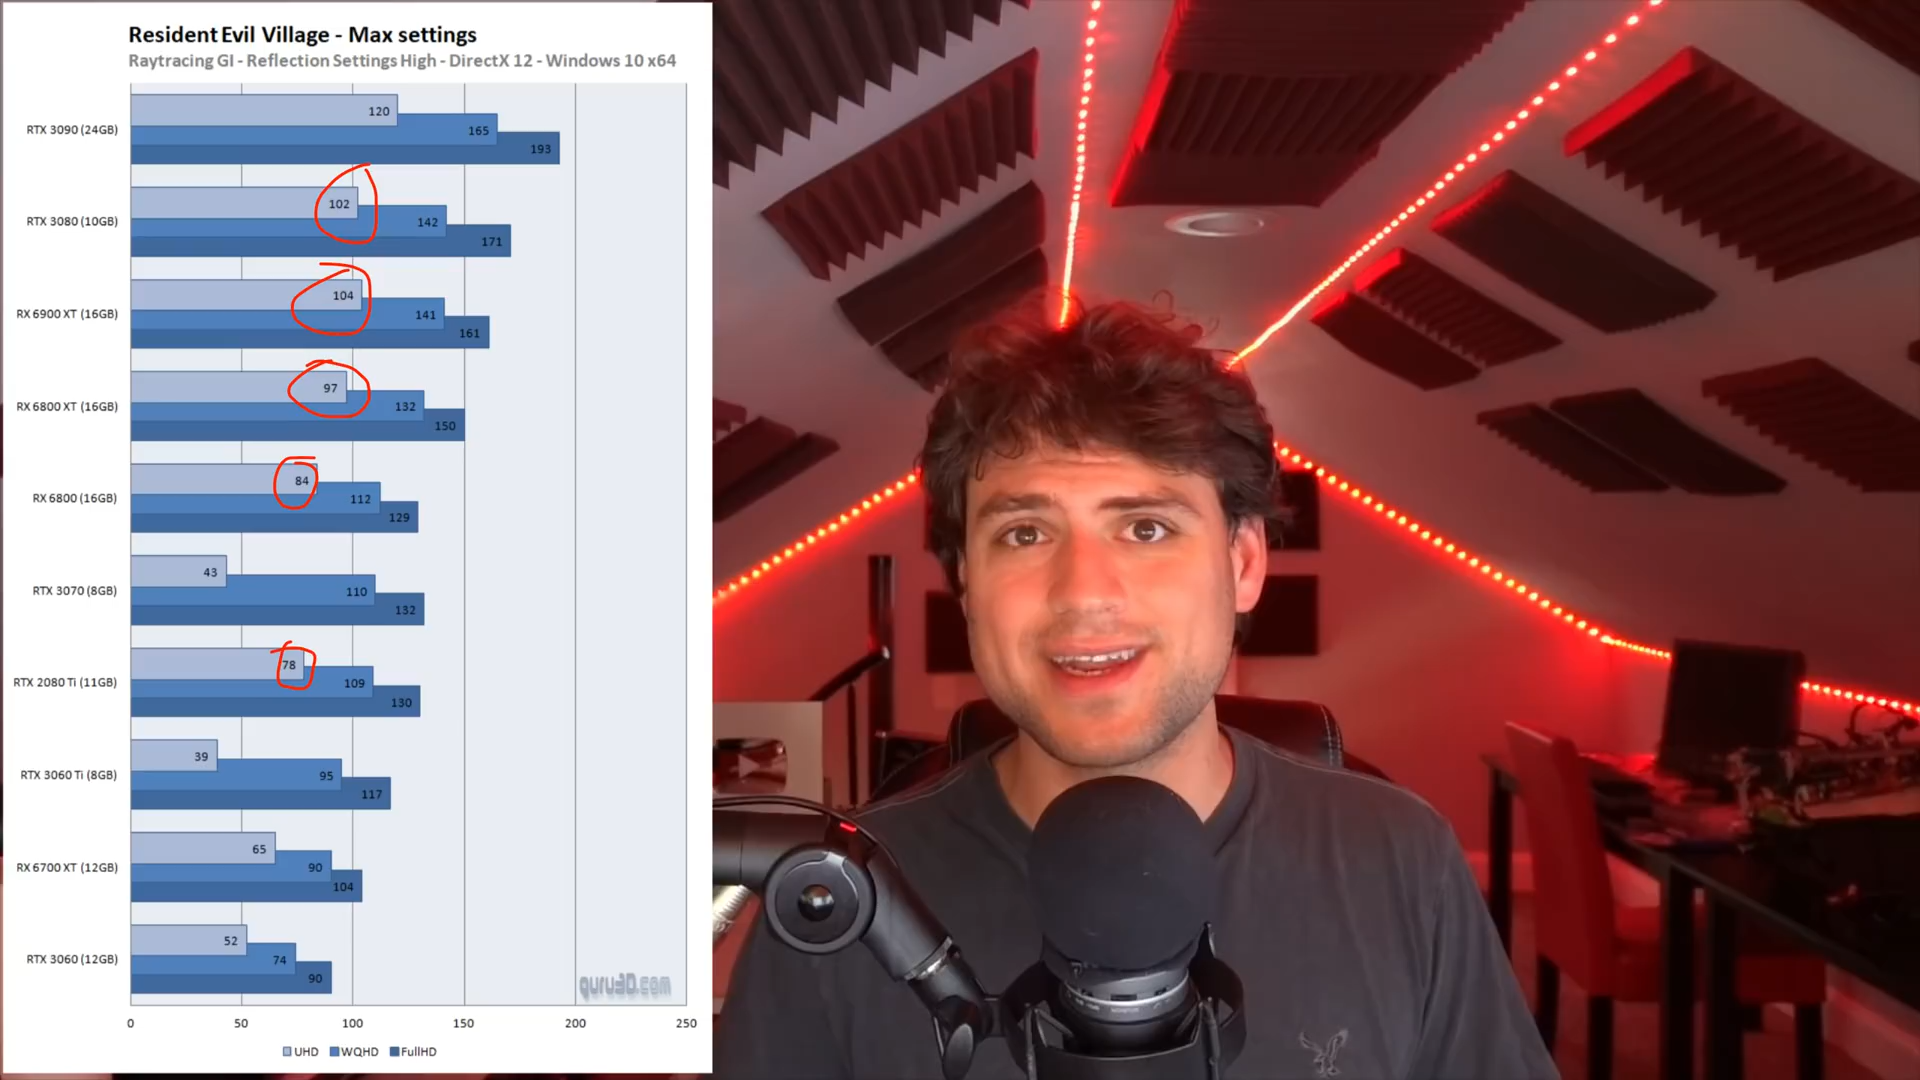 Resident Evil Village - Max settings
Raytracing GI - Reflection Settings High - DirectX 12 - Windows 10 x64
RTX 3090 (24GB)
120
165
193
RTX 3080 (10GB)
102
142
171
RX 6900 XT (16GB)
104
141
161
RX 6800 XT (16GB)
97
132
150
RX 6800 (16GB)
84
112
129
RTX 3070 (8GB)
43
110
132
RTX 2080 Ti (11GB)
78
109
130
RTX 3060 Ti (8GB)
39
95
117
RX 6700 XT (12GB)
65
90
104
RTX 3060 (12GB)
52
74
90
guru3D.com
0 50 100 150 200 250
UHD WQHD FullHD